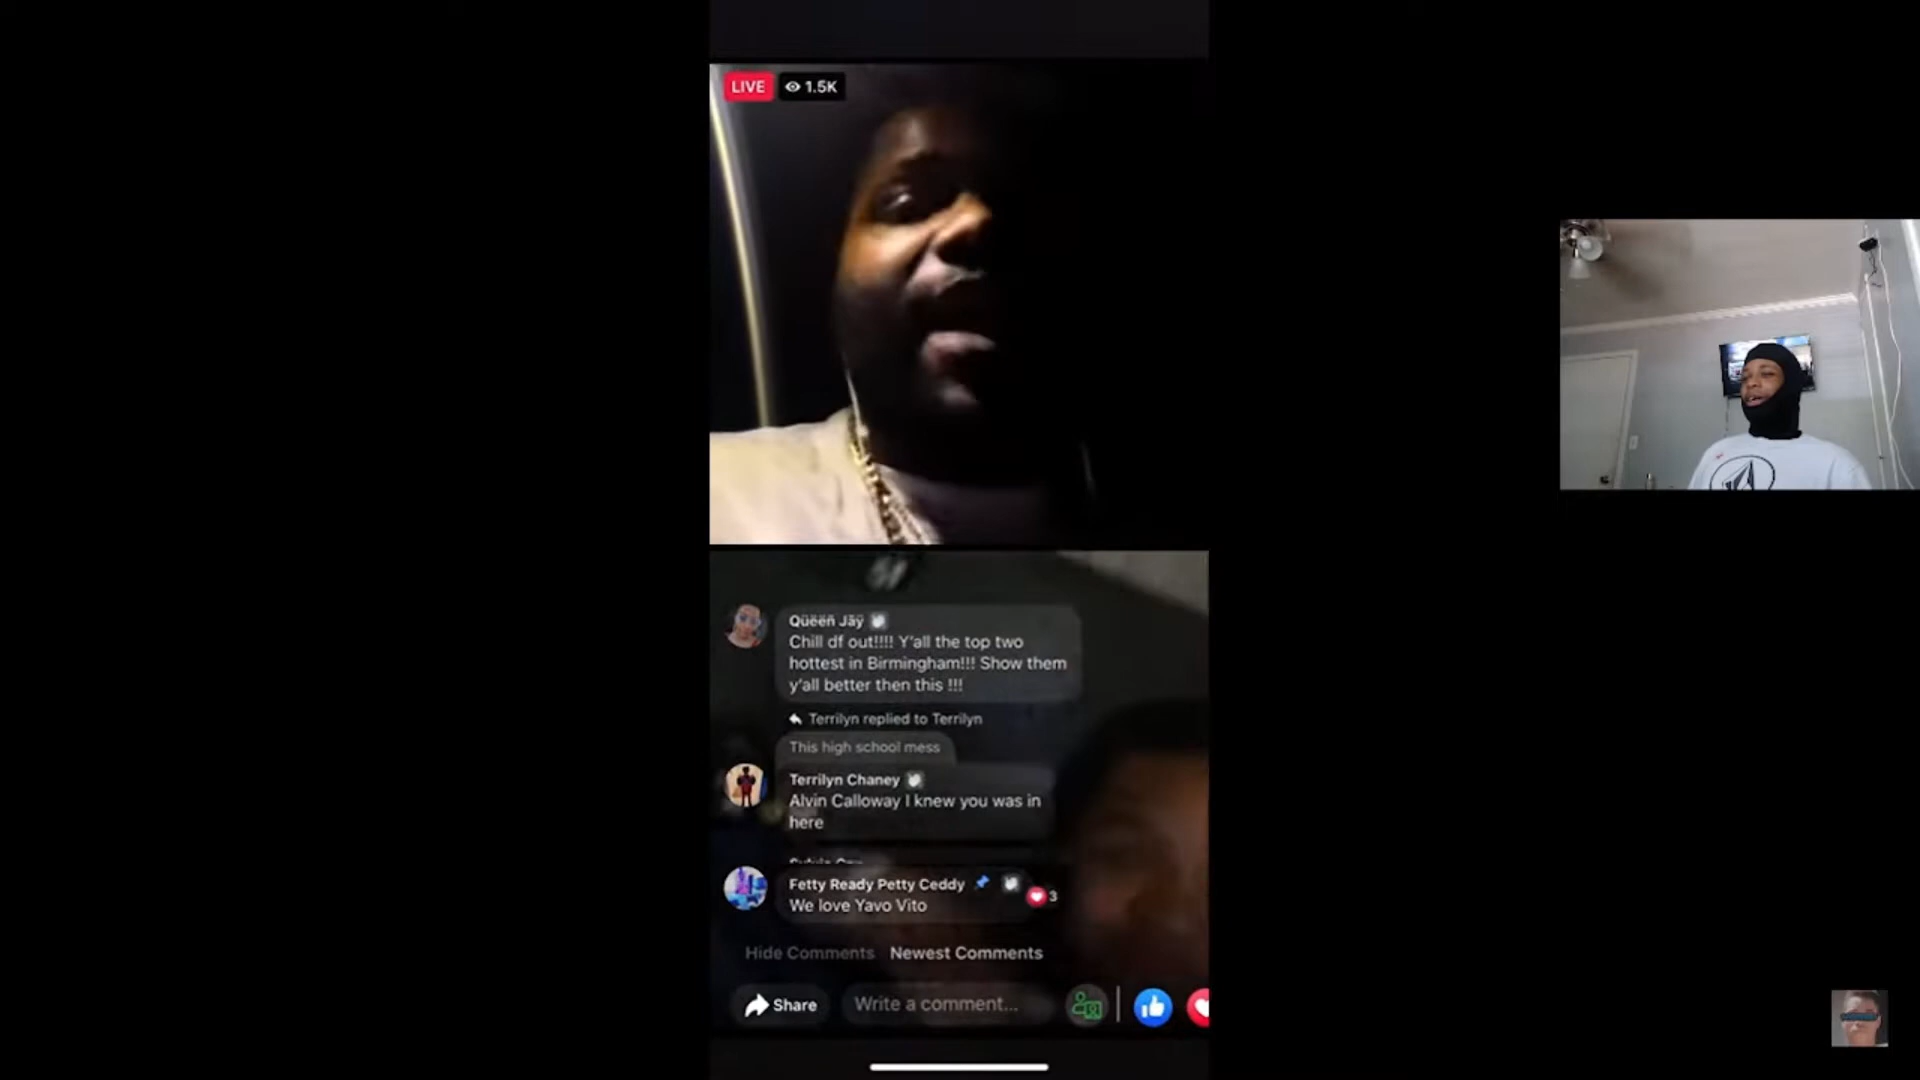 LIVE 1.5K
Qüëëñ Jäÿ
Chill df out!!!! Y'all the top two
hottest in Birmingham!!! Show them
y'all better then this !!!
Terrilyn replied to Terrilyn
This high school mess
Terrilyn Chaney
Alvin Calloway I knew you was in
here
Fetty Ready Petty Ceddy
3
We love Yavo Vito
Hide Comments Newest Comments
Share Write a comment...